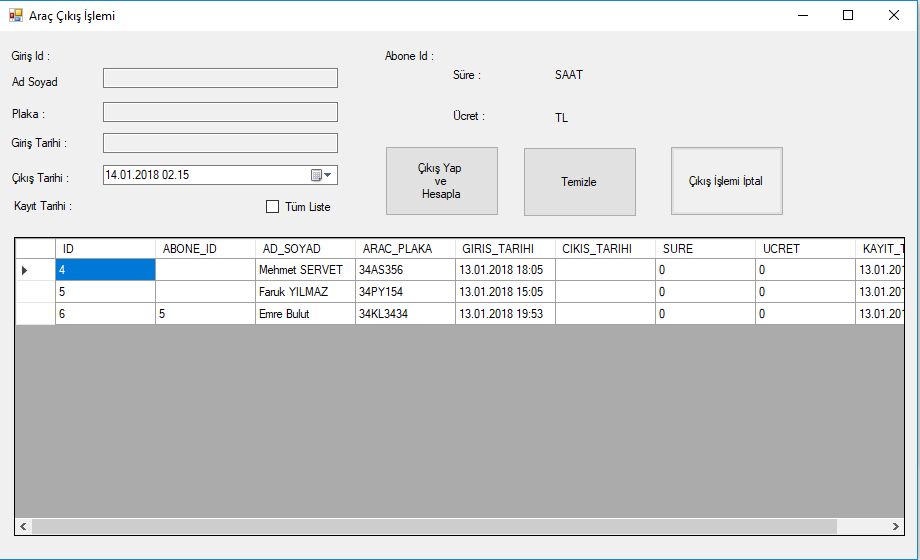 Araç Çıkış İşlemi
Giriş Id :
Abone Id :
Ad Soyad
Süre :
SAAT
Plaka :
Ücret :
TL
Giriş Tarihi :
Çıkış Tarihi :
14.01.2018 02.15
Çıkış Yap
ve
Hesapla
Temizle
Çıkış İşlemi İptal
Kayıt Tarihi :
Tüm Liste
ID ABONE_ID AD_SOYAD ARAC_PLAKA GIRIS_TARIHI CIKIS_TARIHI SURE UCRET KAYIT_T
4 Mehmet SERVET 34AS356 13.01.2018 18:05 0 0 13.01.201
5 Faruk YILMAZ 34PY154 13.01.2018 15:05 0 0 13.01.201
6 5 Emre Bulut 34KL3434 13.01.2018 19:53 0 0 13.01.201